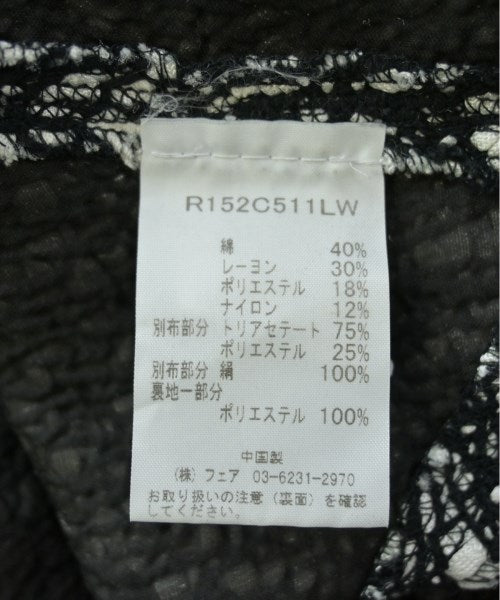 R152C511LW
綿 40%
レーヨン 30%
ポリエステル 18%
ナイロン 12%
別布部分 トリアセテート 75%
ポリエステル 25%
別布部分 絹 100%
裏地一部分
ポリエステル 100%
中国製
(株) フェア 03-6231-2970
お取り扱いの注意 (裏面) を確認
してください。